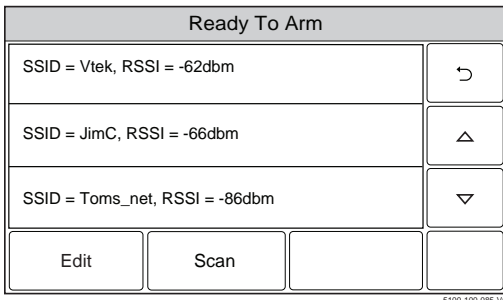 Ready To Arm
SSID = Vtek, RSSI = -62dbm
SSID = JimC, RSSI = -66dbm
SSID = Toms_net, RSSI = -86dbm
Edit
Scan